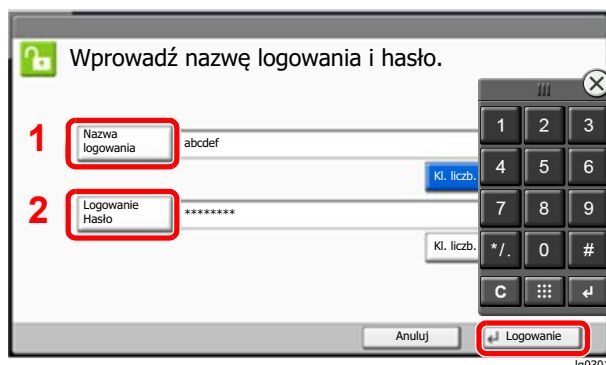 Wprowadź nazwę logowania i hasło.
1
Nazwa
logowania
abcdef
Kl. liczb.
2
Logowanie
Hasło
********
Kl. liczb.
1 2 3
4 5 6
7 8 9
*/. 0 #
C
Anuluj
Logowanie